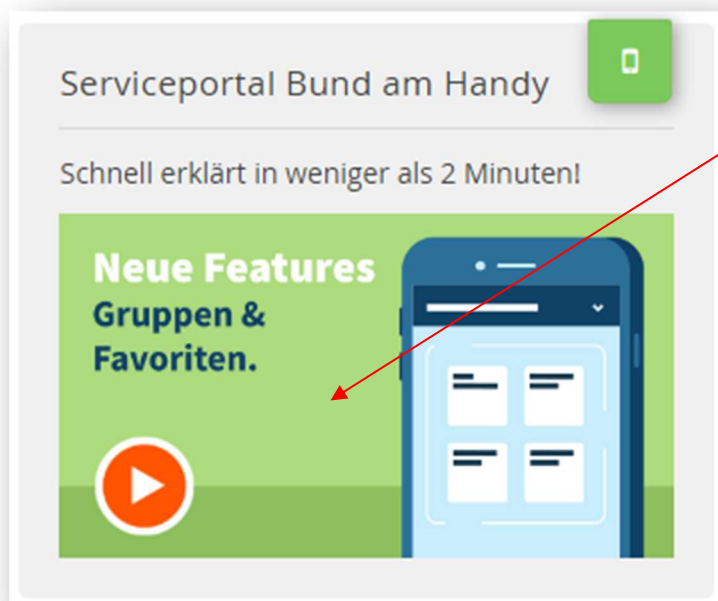 Serviceportal Bund am Handy
Schnell erklärt in weniger als 2 Minuten!
Neue Features
Gruppen &
Favoriten.